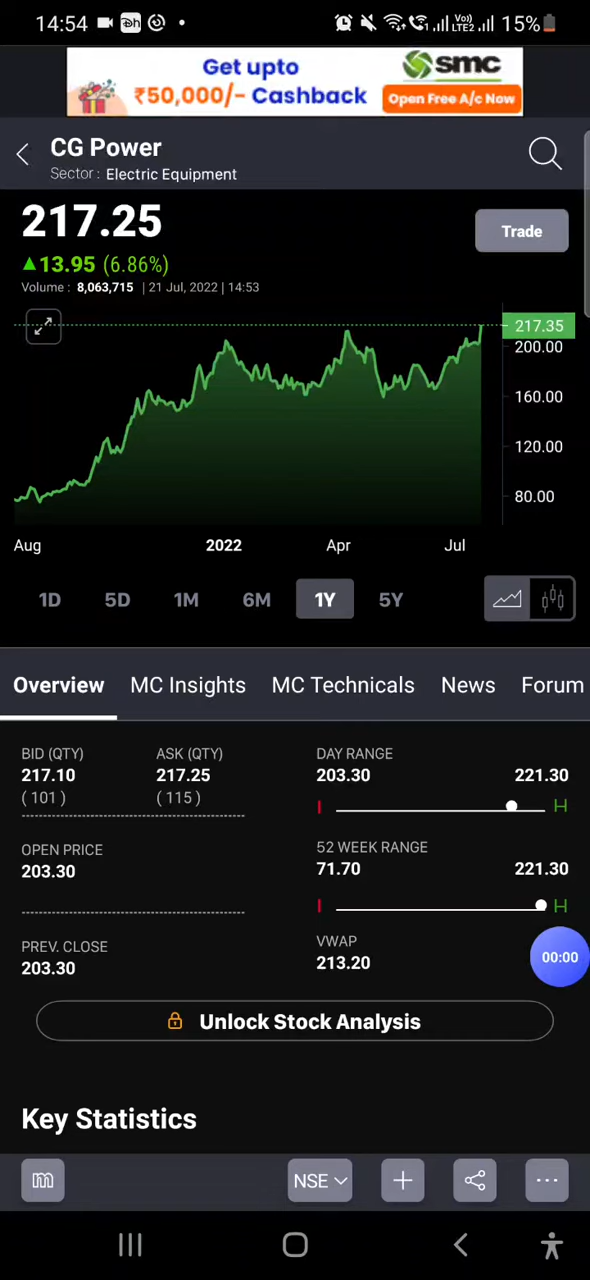 14:54
Vo))
LTE2
15%
Get upto
₹50,000/- Cashback
smc
Open Free A/c Now
CG Power
Sector : Electric Equipment
217.25
Trade
13.95 (6.86%)
Volume : 8,063,715 | 21 Jul, 2022 | 14:53
217.35
200.00
160.00
120.00
80.00
Aug 2022 Apr Jul
1D 5D 1M 6M 1Y 5Y
Overview MC Insights MC Technicals News Forum
BID (QTY) ASK (QTY) DAY RANGE
217.10 217.25 203.30 221.30
( 101 ) ( 115 )
L H
OPEN PRICE 52 WEEK RANGE
203.30 71.70 221.30
L H
PREV. CLOSE VWAP
203.30 213.20
00:00
Unlock Stock Analysis
Key Statistics
NSE